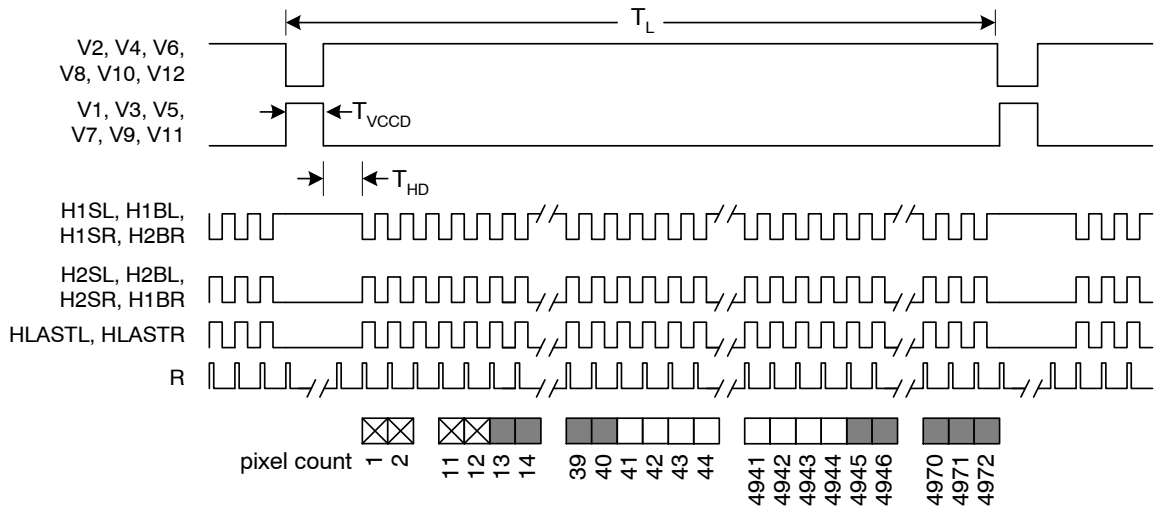 T_L
V2, V4, V6,
V8, V10, V12
V1, V3, V5,
V7, V9, V11
T_VCCD
T_HD
H1SL, H1BL,
H1SR, H2BR
H2SL, H2BL,
H2SR, H1BR
HLASTL, HLASTR
R
pixel count 1 2 11 12 13 14 39 40 41 42 43 44 4941 4942 4943 4944 4945 4946 4970 4971 4972